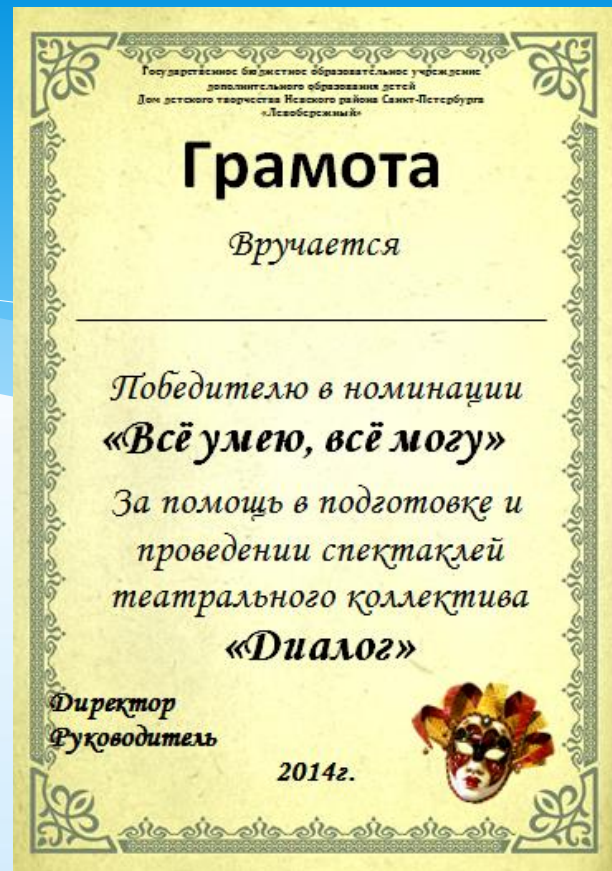 Государственное бюджетное образовательное учреждение
дополнительного образования детей
Дом детского творчества Невского района Санкт-Петербурга
«Левобережный»
Грамота
Вручается
Победителю в номинации
«Всё умею, всё могу»
За помощь в подготовке и
проведении спектаклей
театрального коллектива
«Диалог»
Директор
Руководитель
2014г.